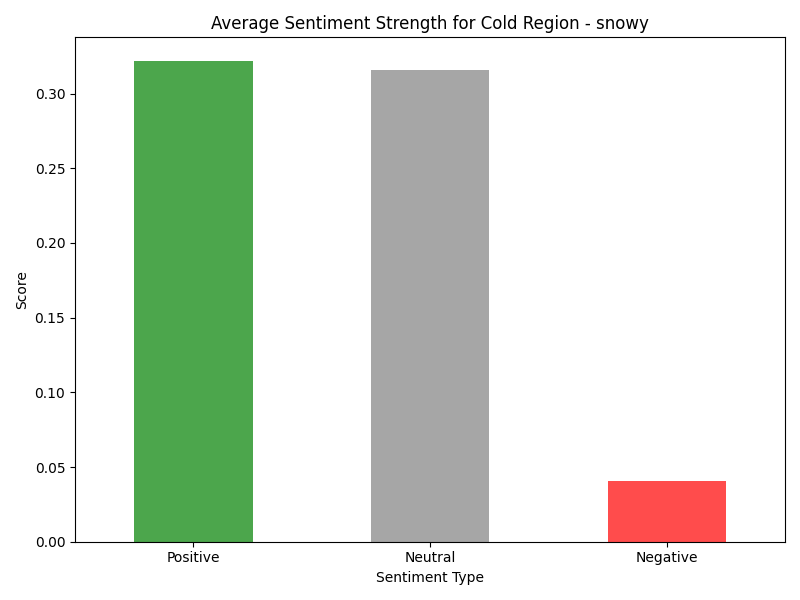 Average Sentiment Strength for Cold Region - snowy
Score
0.30
0.25
0.20
0.15
0.10
0.05
0.00
Positive
Neutral
Negative
Sentiment Type